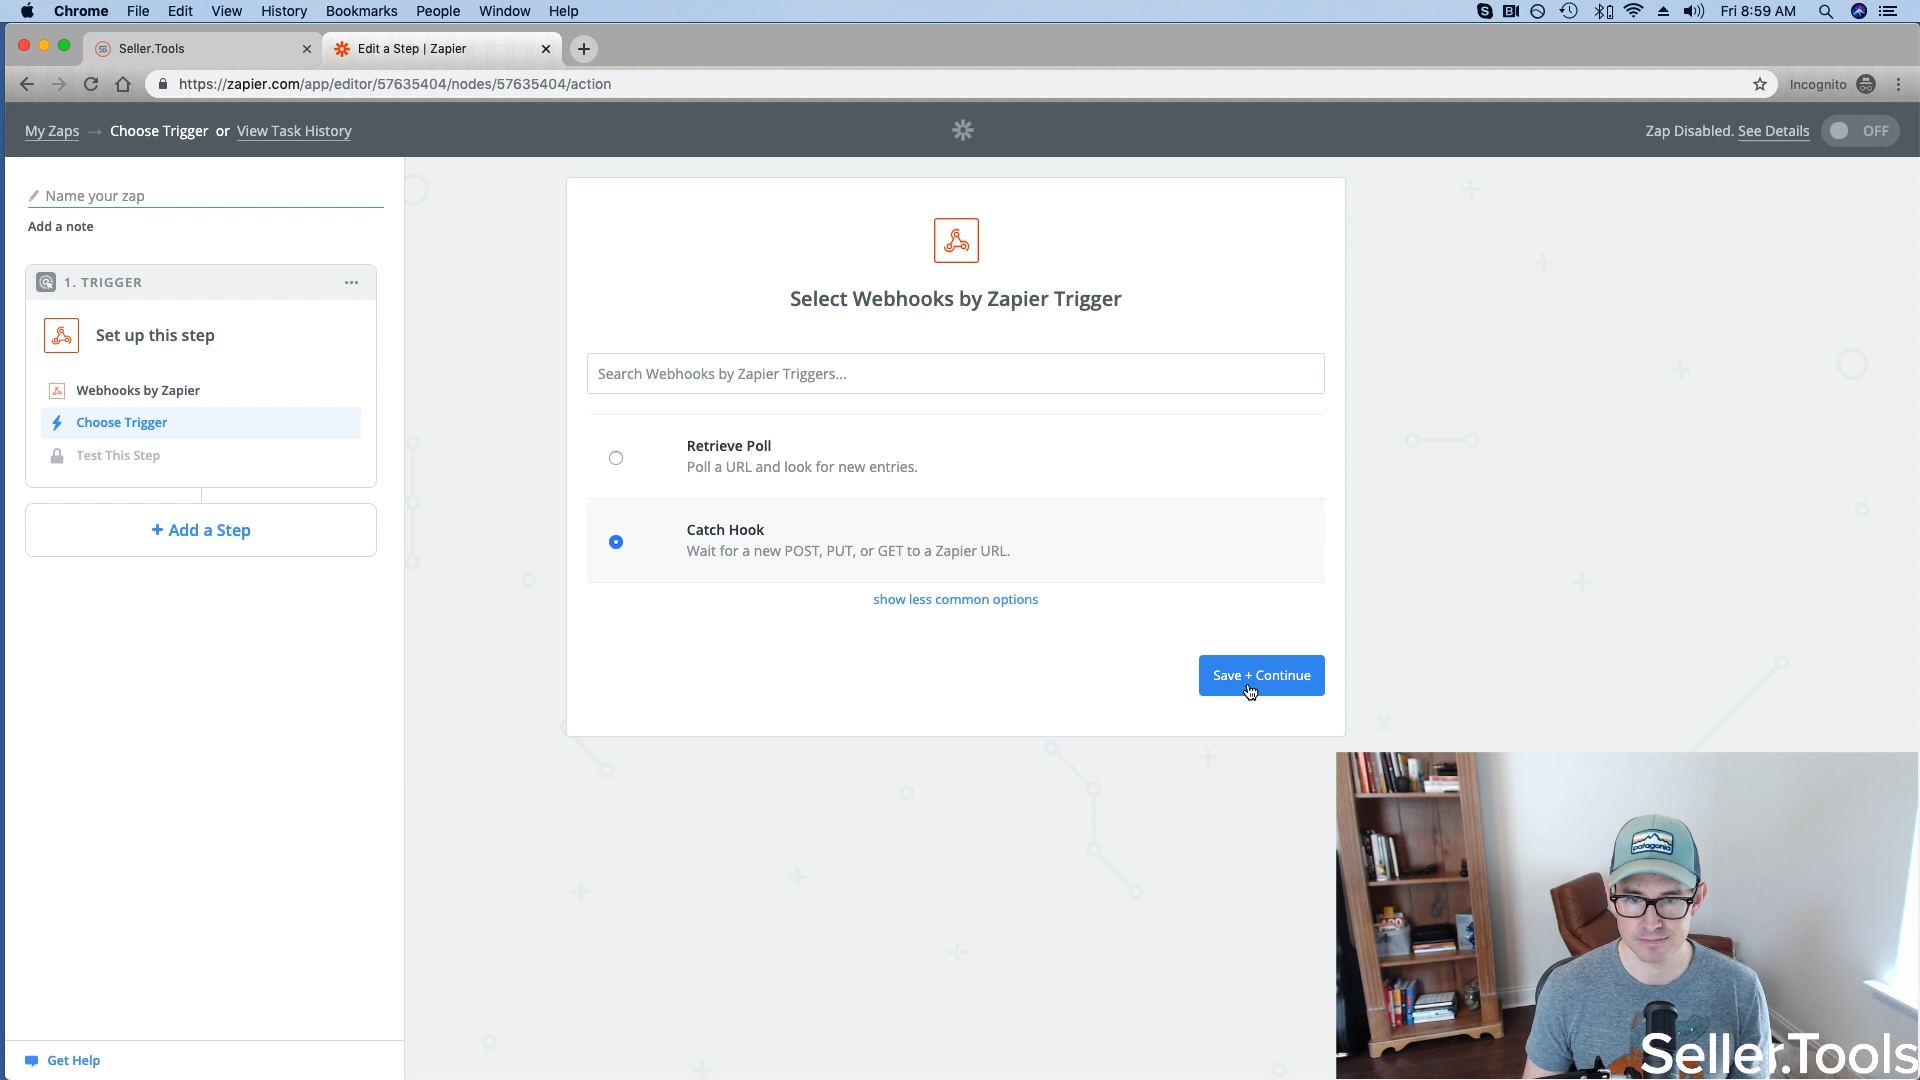 Chrome File Edit View History Bookmarks People Window Help Fri 8:59 AM
Seller.Tools Edit a Step | Zapier
https://zapier.com/app/editor/57635404/nodes/57635404/action Incognito
My Zaps → Choose Trigger or View Task History Zap Disabled. See Details OFF
Name your zap
Add a note
1. TRIGGER
Set up this step
Webhooks by Zapier
Choose Trigger
Test This Step
+ Add a Step
Get Help
Select Webhooks by Zapier Trigger
Search Webhooks by Zapier Triggers...
Retrieve Poll
Poll a URL and look for new entries.
Catch Hook
Wait for a new POST, PUT, or GET to a Zapier URL.
show less common options
Save + Continue
patagonia
Seller.Tools